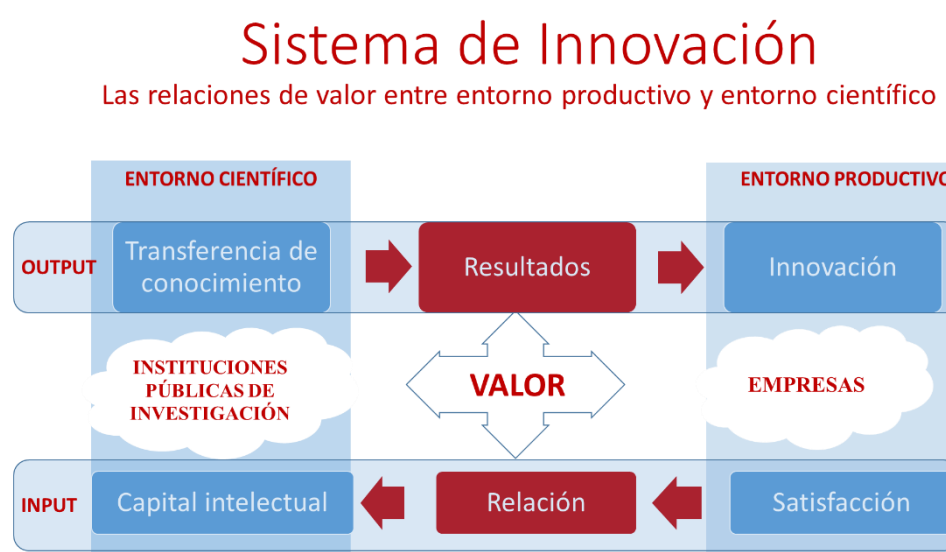 Sistema de Innovación
Las relaciones de valor entre entorno productivo y entorno científico
ENTORNO CIENTÍFICO
ENTORNO PRODUCTIVO
OUTPUT
Transferencia de
conocimiento
Resultados
Innovación
INSTITUCIONES
PÚBLICAS DE
INVESTIGACIÓN
VALOR
EMPRESAS
INPUT
Capital intelectual
Relación
Satisfacción